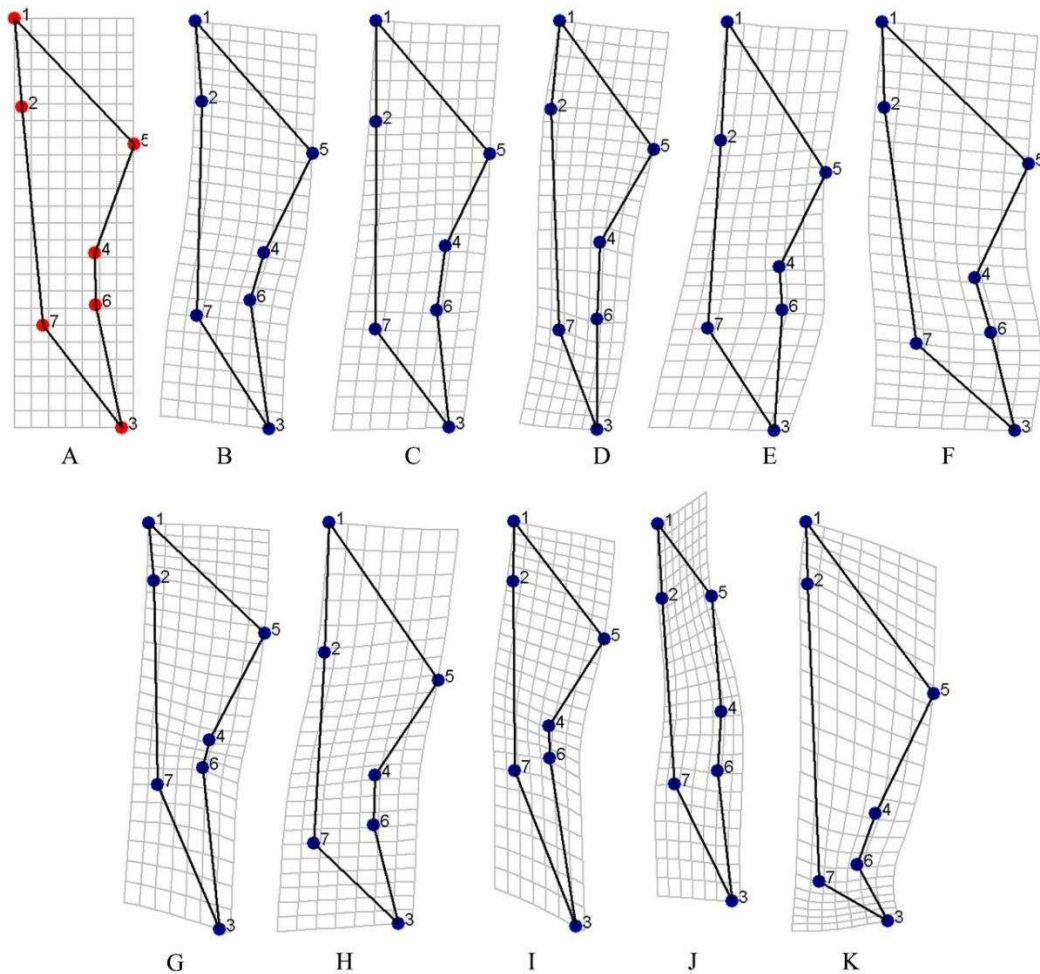 1 1 1 1 1 1
2 2 2 2 2 2
5 5 5 5 5 5
4 4 4 4 4 4
6 6 6 6 6 6
7 7 7 7 7 7
3 3 3 3 3 3
A B C D E F
1 1 1 1 1
2 2 2 2 2
5 5 5 5 5
4 4 4 4 4
6 6 6 6 6
7 7 7 7 7
3 3 3 3 3
G H I J K